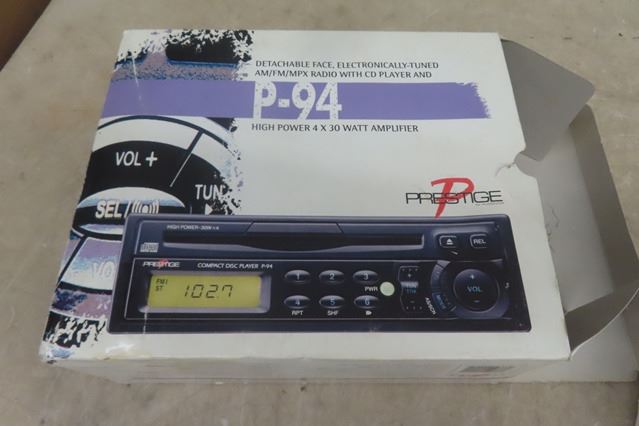 DETACHABLE FACE, ELECTRONICALLY-TUNED
AM/FM/MPX RADIO WITH CD PLAYER AND
P-94
HIGH POWER 4 X 30 WATT AMPLIFIER
VOL +
TUN
SEL
VO
PRESTIGE
HIGH POWER-30W x 4
REL
PRESTIGE
COMPACT DISC PLAYER P-94
FM1
ST
102.7
1 2 3
PWR
4 5 6
RPT SHF
VOL